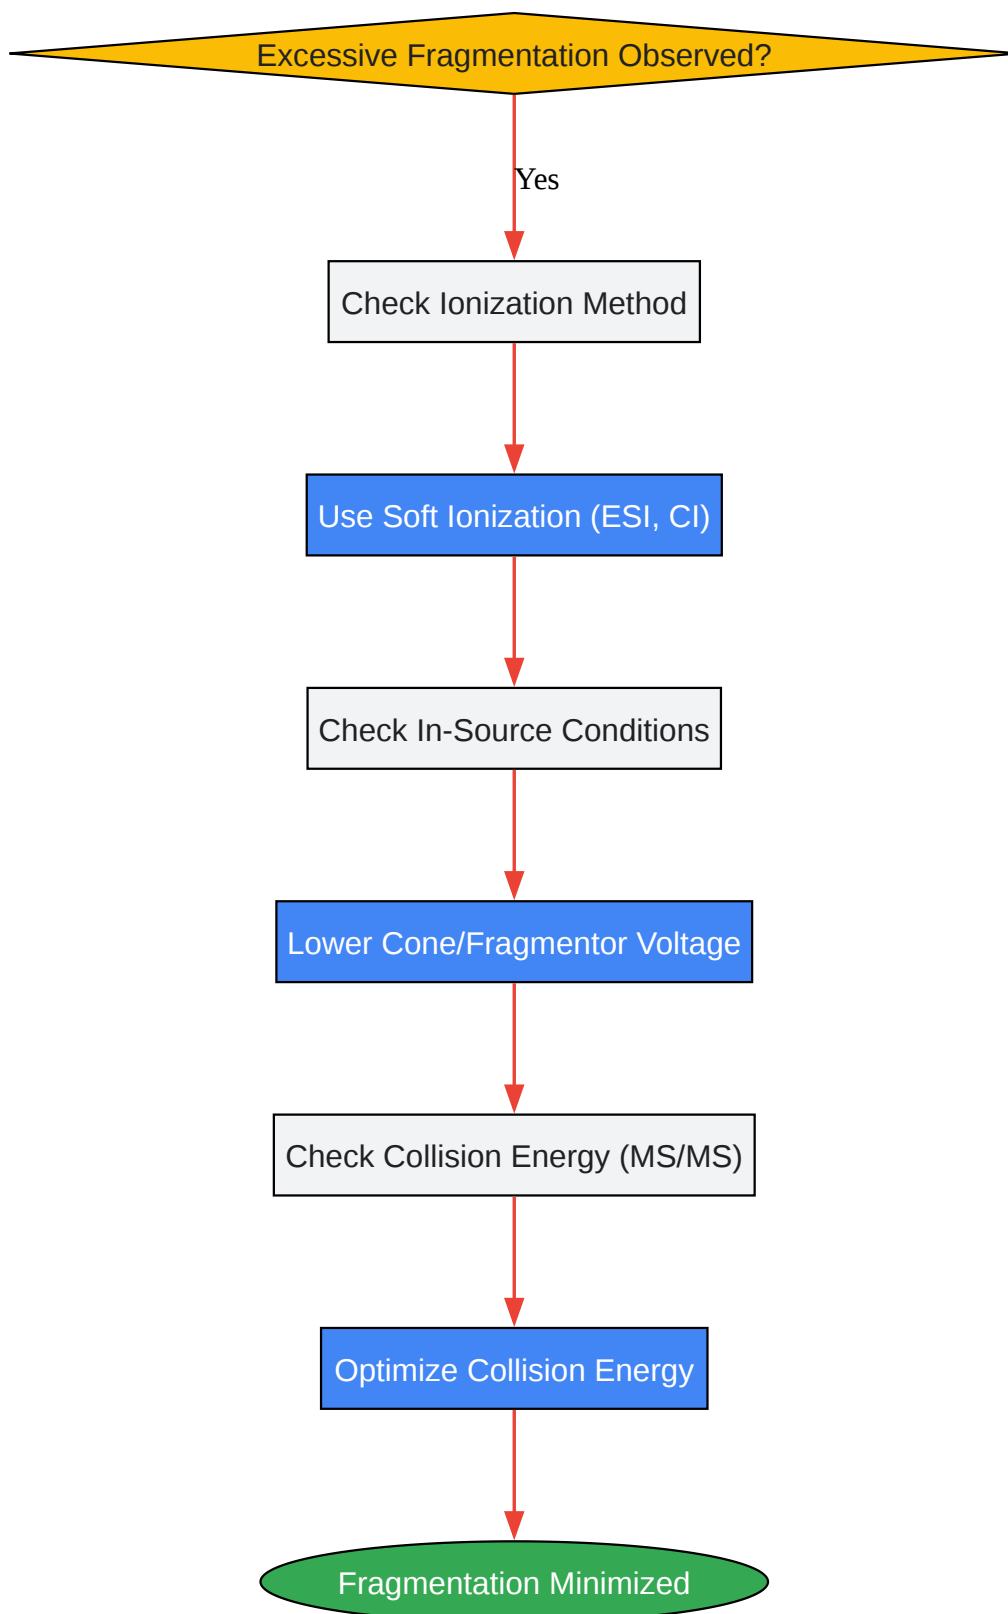 Excessive Fragmentation Observed?
Yes
Check Ionization Method
Use Soft Ionization (ESI, CI)
Check In-Source Conditions
Lower Cone/Fragmentor Voltage
Check Collision Energy (MS/MS)
Optimize Collision Energy
Fragmentation Minimized